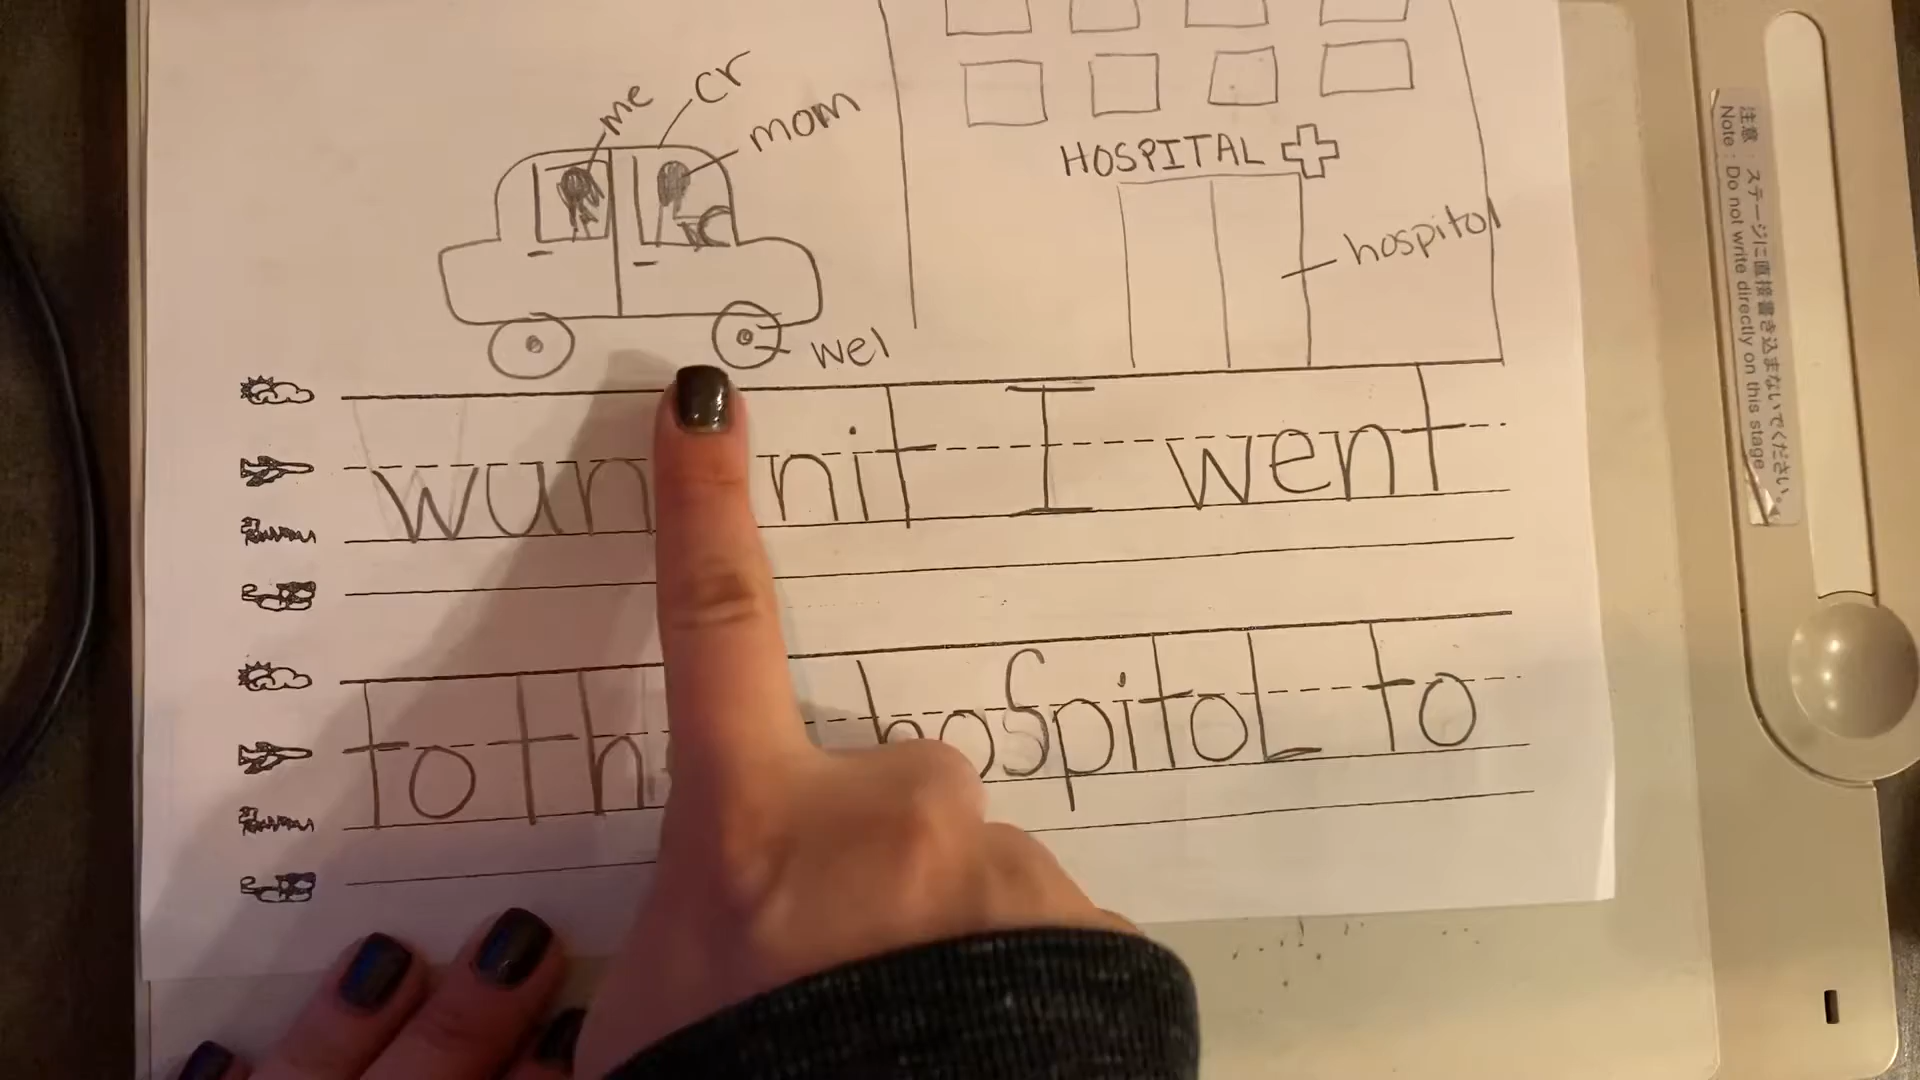 me
cr
mom
HOSPITAL
hospitol
wel
wun nit I went
to th hospitoL to
注意:ステージに直接書き込まないでください。
Note : Do not write directly on this stage